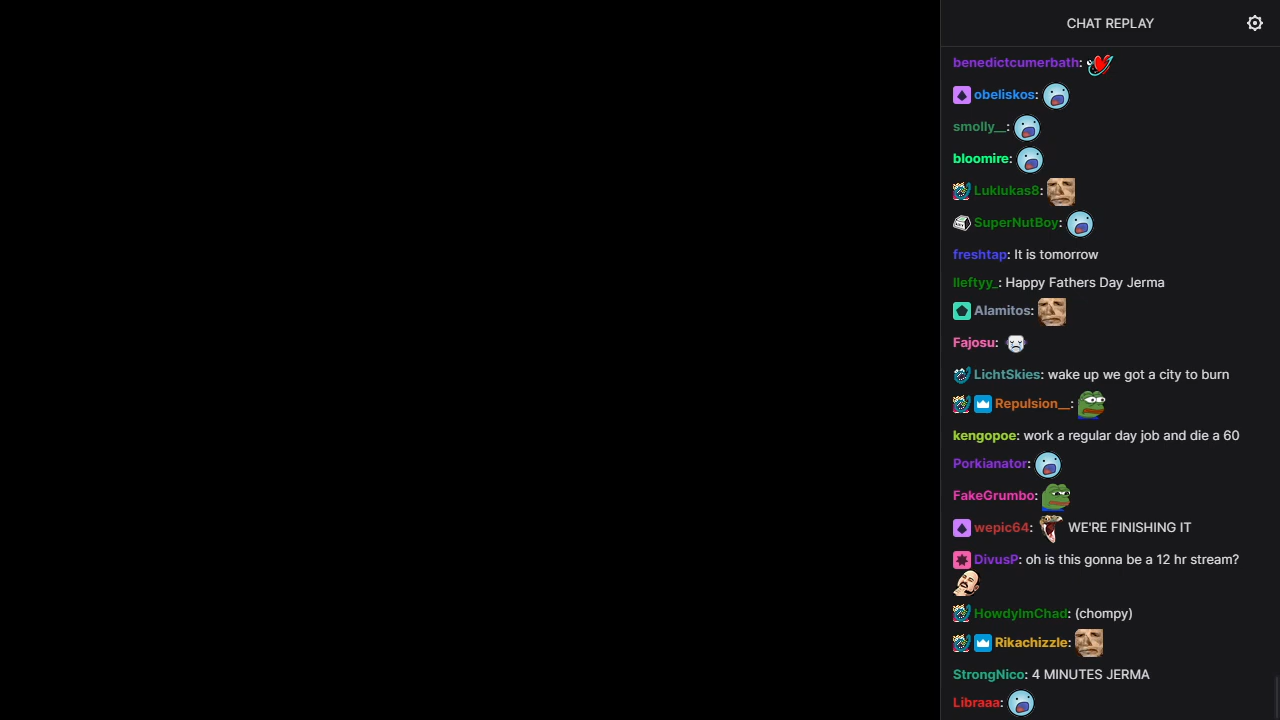 CHAT REPLAY
benedictcumerbath:
obeliskos:
smolly__:
bloomire:
Luklukas8:
SuperNutBoy:
freshtap: It is tomorrow
lleftyy_: Happy Fathers Day Jerma
Alamitos:
Fajosu:
LichtSkies: wake up we got a city to burn
Repulsion__:
kengopoe: work a regular day job and die a 60
Porkianator:
FakeGrumbo:
wepic64: WE'RE FINISHING IT
DivusP: oh is this gonna be a 12 hr stream?
HowdyImChad: (chompy)
Rikachizzle:
StrongNico: 4 MINUTES JERMA
Libraaa: